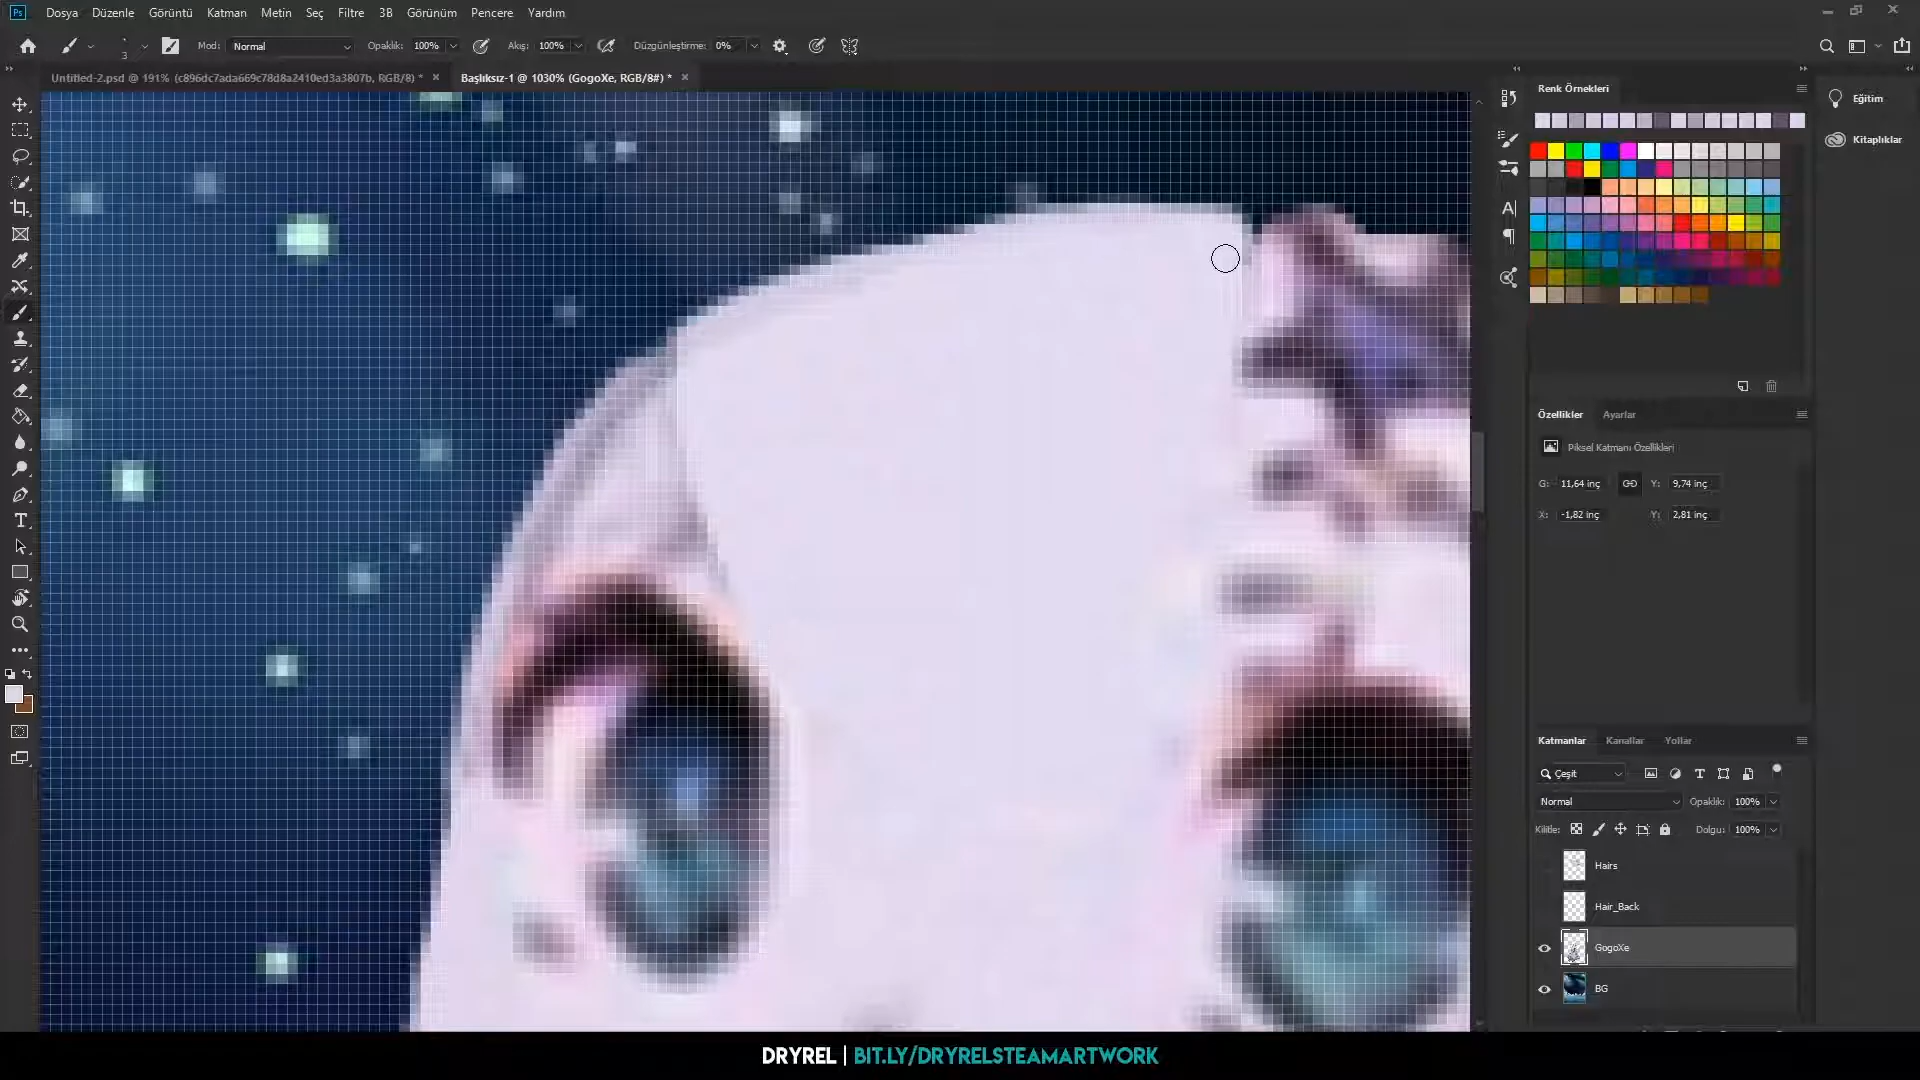 Ps Dosya Düzenle Görüntü Katman Metin Seç Filtre 3B Görünüm Pencere Yardım
3 Mod: Normal Opaklık: 100% Akış: 100% Düzgünleştirme: 0%
Untitled-2.psd @ 191% (c896dc7ada669c78d8a2410ed3a3807b, RGB/8) * × Başlıksız-1 @ 1030% (GogoXe, RGB/8#) * ×
Renk Örnekleri
Eğitim
Kitaplıklar
Özellikler Ayarlar
Piksel Katmanı Özellikleri
G: 11,64 inç Y: 9,74 inç
X: -1,82 inç Y: 2,81 inç
Katmanlar Kanallar Yollar
Çeşit
Normal Opaklık: 100%
Kilitle: Dolgu: 100%
Hairs
Hair_Back
GogoXe
BG
DRYREL | BIT.LY/DRYRELSTEAMARTWORK